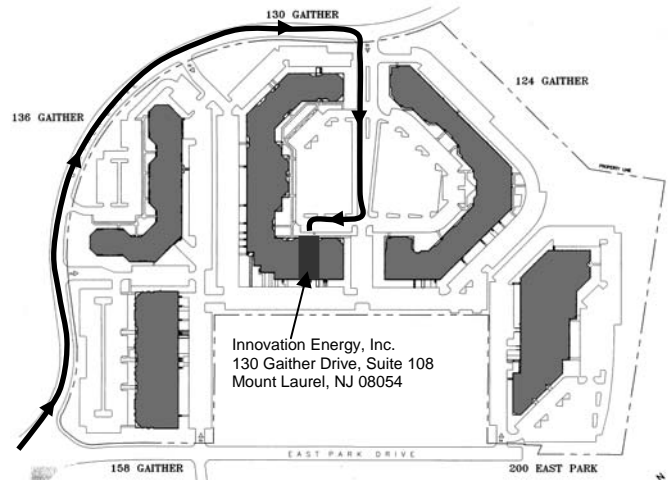 130 GAITHER
124 GAITHER
136 GAITHER
PROPERTY LINE
Innovation Energy, Inc.
130 Gaither Drive, Suite 108
Mount Laurel, NJ 08054
EAST PARK DRIVE
158 GAITHER
200 EAST PARK
N